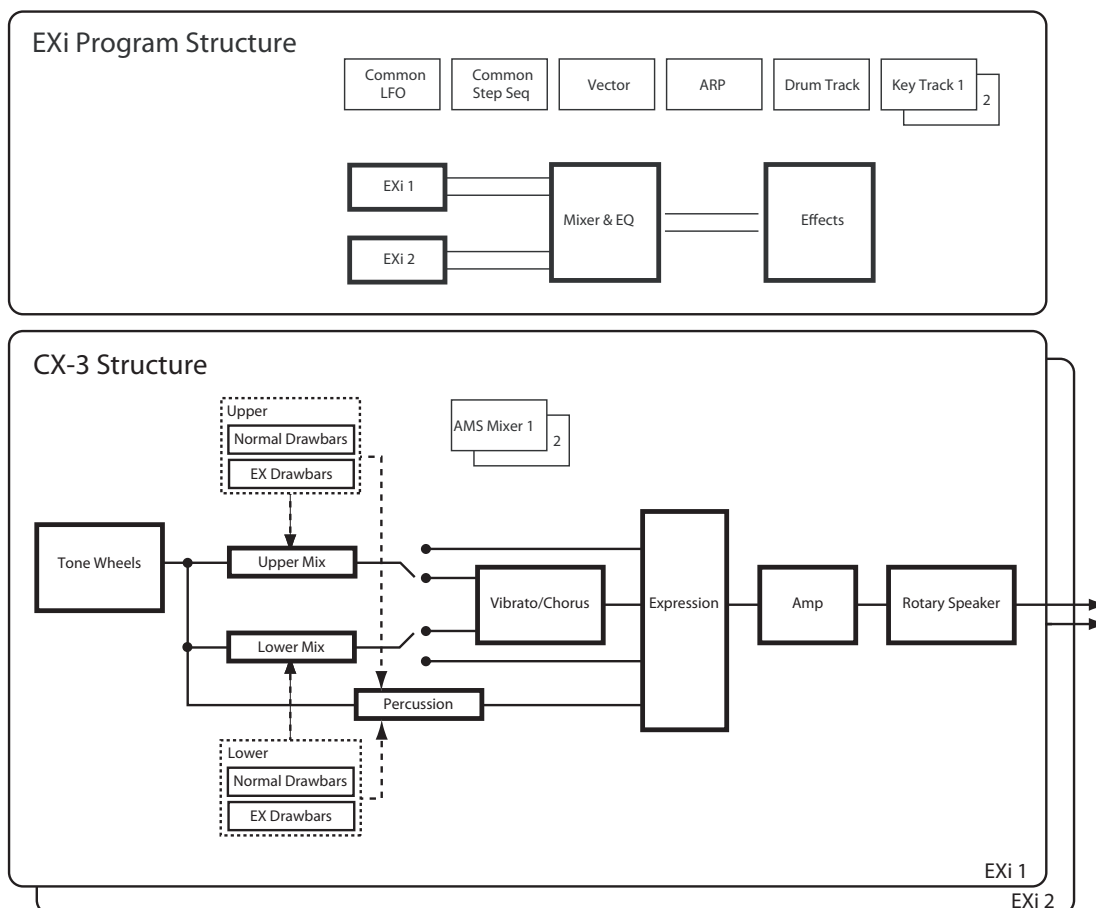 EXi Program Structure
Common
LFO
Common
Step Seq
Vector
ARP
Drum Track
Key Track 1
2
EXi 1
Mixer & EQ
Effects
EXi 2
CX-3 Structure
Upper
Normal Drawbars
EX Drawbars
AMS Mixer 1
2
Tone Wheels
Upper Mix
Vibrato/Chorus
Expression
Amp
Rotary Speaker
Lower Mix
Percussion
Lower
Normal Drawbars
EX Drawbars
EXi 1
EXi 2